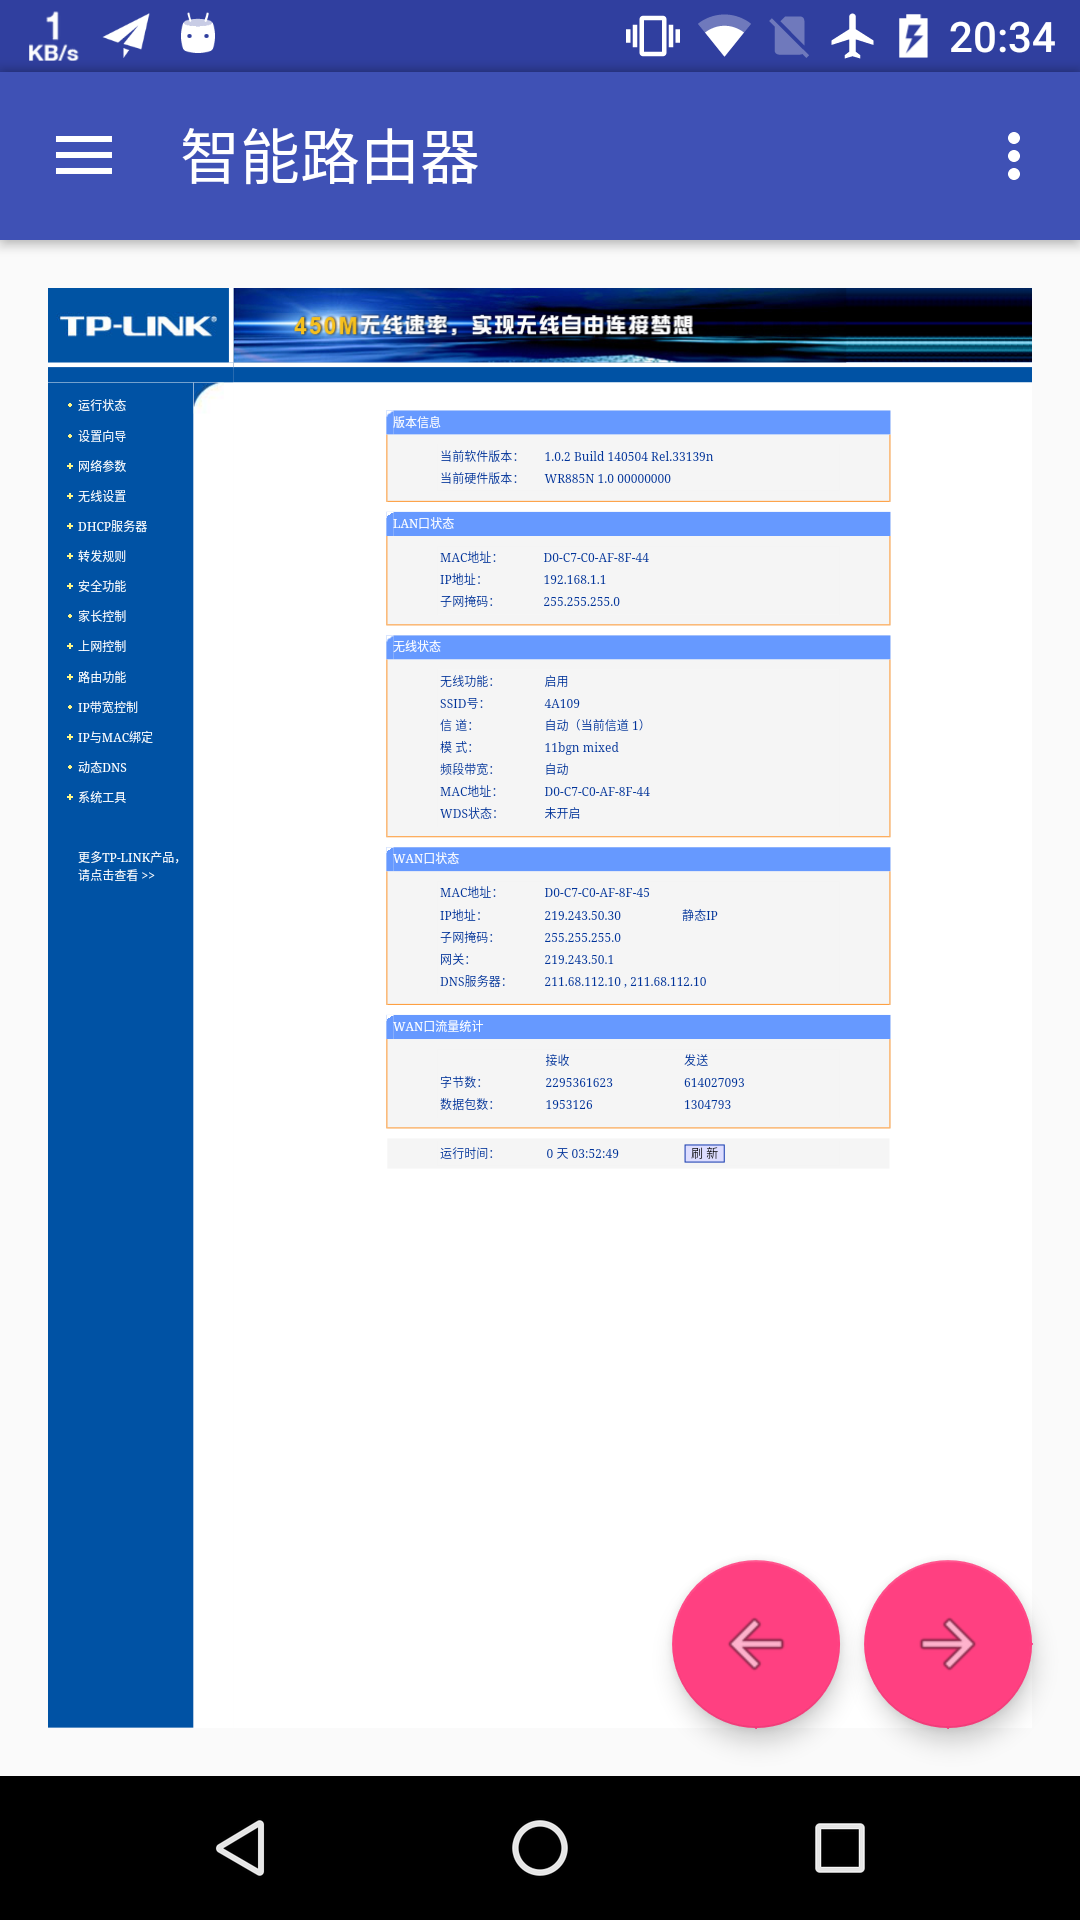 1
KB/s
20:34
智能路由器
TP-LINK®
450M无线速率，实现无线自由连接梦想
运行状态
设置向导
网络参数
无线设置
DHCP服务器
转发规则
安全功能
家长控制
上网控制
路由功能
IP带宽控制
IP与MAC绑定
动态DNS
系统工具
更多TP-LINK产品，
请点击查看 >>
版本信息
当前软件版本： 1.0.2 Build 140504 Rel.33139n
当前硬件版本： WR885N 1.0 00000000
LAN口状态
MAC地址： D0-C7-C0-AF-8F-44
IP地址： 192.168.1.1
子网掩码： 255.255.255.0
无线状态
无线功能： 启用
SSID号： 4A109
信 道： 自动（当前信道 1）
模 式： 11bgn mixed
频段带宽： 自动
MAC地址： D0-C7-C0-AF-8F-44
WDS状态： 未开启
WAN口状态
MAC地址： D0-C7-C0-AF-8F-45
IP地址： 219.243.50.30 静态IP
子网掩码： 255.255.255.0
网关： 219.243.50.1
DNS服务器： 211.68.112.10 , 211.68.112.10
WAN口流量统计
接收 发送
字节数： 2295361623 614027093
数据包数： 1953126 1304793
运行时间： 0 天 03:52:49 刷 新